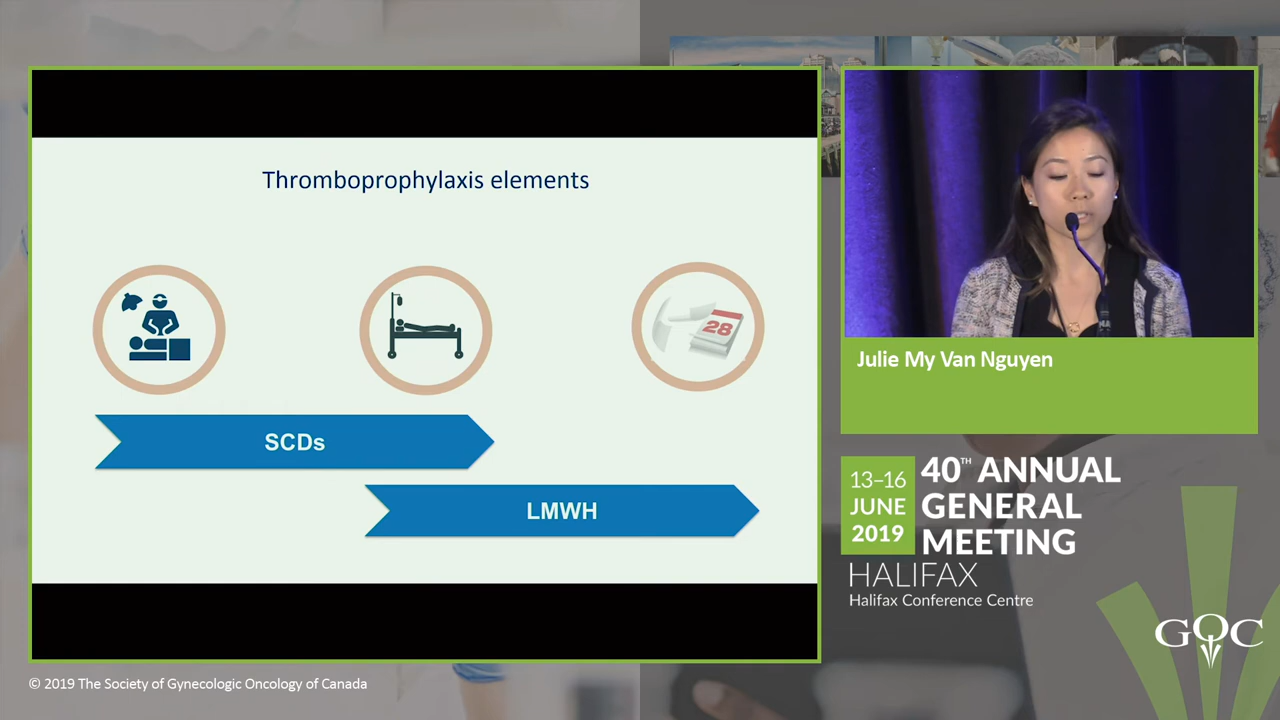 Thromboprophylaxis elements
28
SCDs
LMWH
Julie My Van Nguyen
13–16
JUNE
2019
40TH ANNUAL
GENERAL
MEETING
HALIFAX
Halifax Conference Centre
GOC
© 2019 The Society of Gynecologic Oncology of Canada